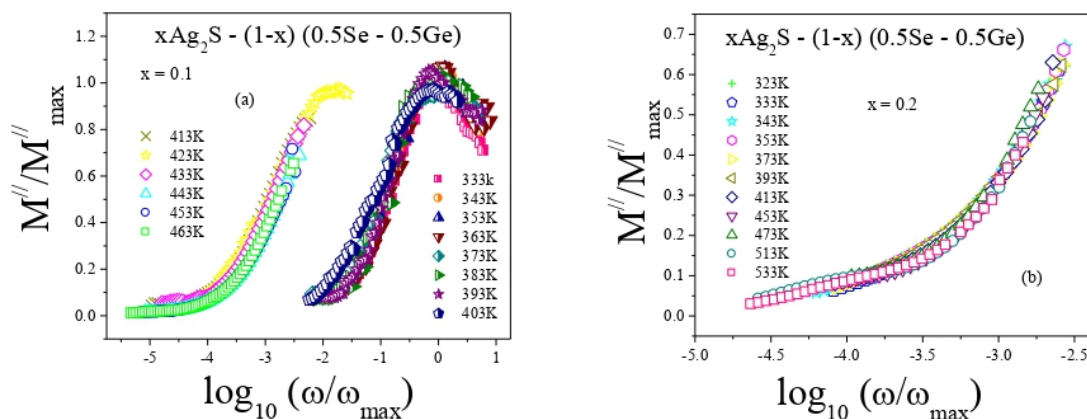 xAg₂S - (1-x) (0.5Se - 0.5Ge)
x = 0.1
(a)
413K
423K
433K
443K
453K
463K
333k
343K
353K
363K
373K
383K
393K
403K
M^{//}/M^{//}_{max}
1.2
1.0
0.8
0.6
0.4
0.2
0.0
-5 -4 -3 -2 -1 0 1
log₁₀ (ω/ω_{max})
xAg₂S - (1-x) (0.5Se - 0.5Ge)
x = 0.2
323K
333K
343K
353K
373K
393K
413K
453K
473K
513K
533K
(b)
M^{//}/M^{//}_{max}
0.7
0.6
0.5
0.4
0.3
0.2
0.1
0.0
-5.0 -4.5 -4.0 -3.5 -3.0 -2.5
log₁₀ (ω/ω_{max})